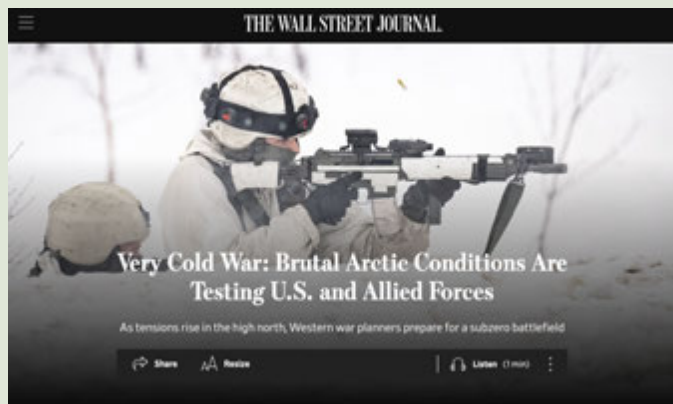 THE WALL STREET JOURNAL.
Very Cold War: Brutal Arctic Conditions Are
Testing U.S. and Allied Forces
As tensions rise in the high north, Western war planners prepare for a subzero battlefield
Share AA Resize Listen (1 min)